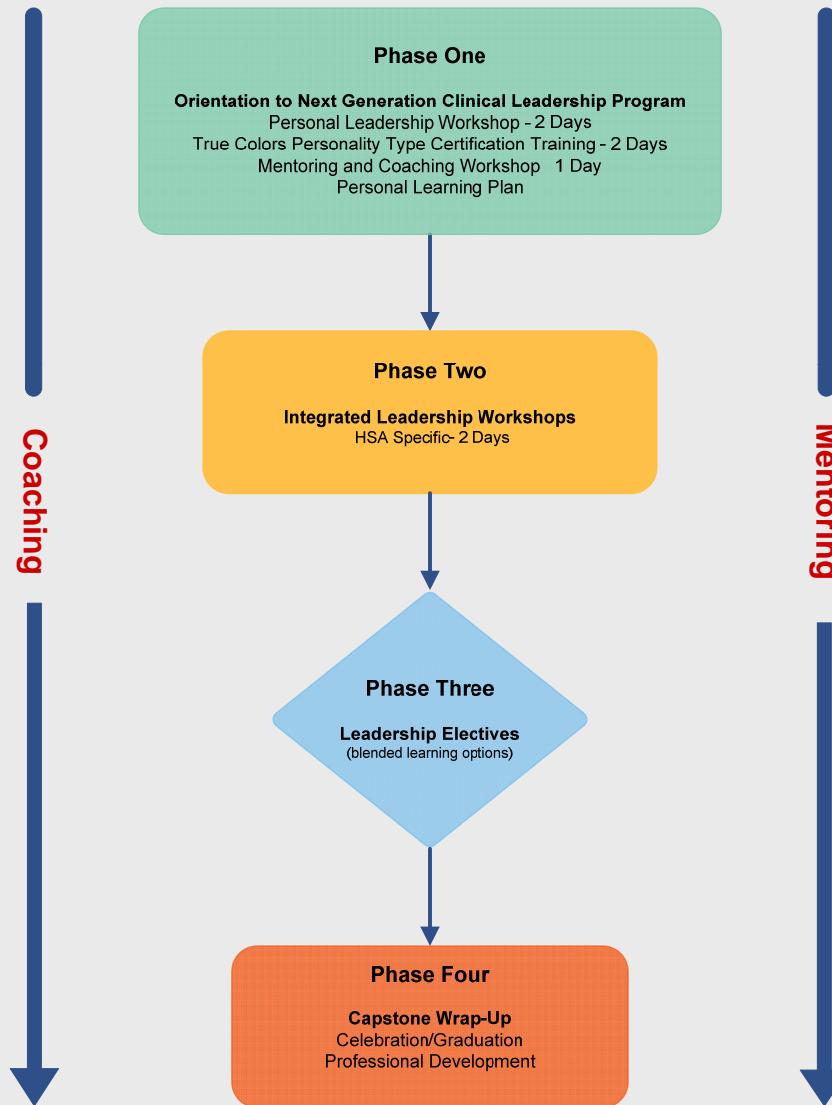 Phase One
Orientation to Next Generation Clinical Leadership Program
Personal Leadership Workshop - 2 Days
True Colors Personality Type Certification Training - 2 Days
Mentoring and Coaching Workshop 1 Day
Personal Learning Plan
Phase Two
Integrated Leadership Workshops
HSA Specific- 2 Days
Coaching
Mentoring
Phase Three
Leadership Electives
(blended learning options)
Phase Four
Capstone Wrap-Up
Celebration/Graduation
Professional Development